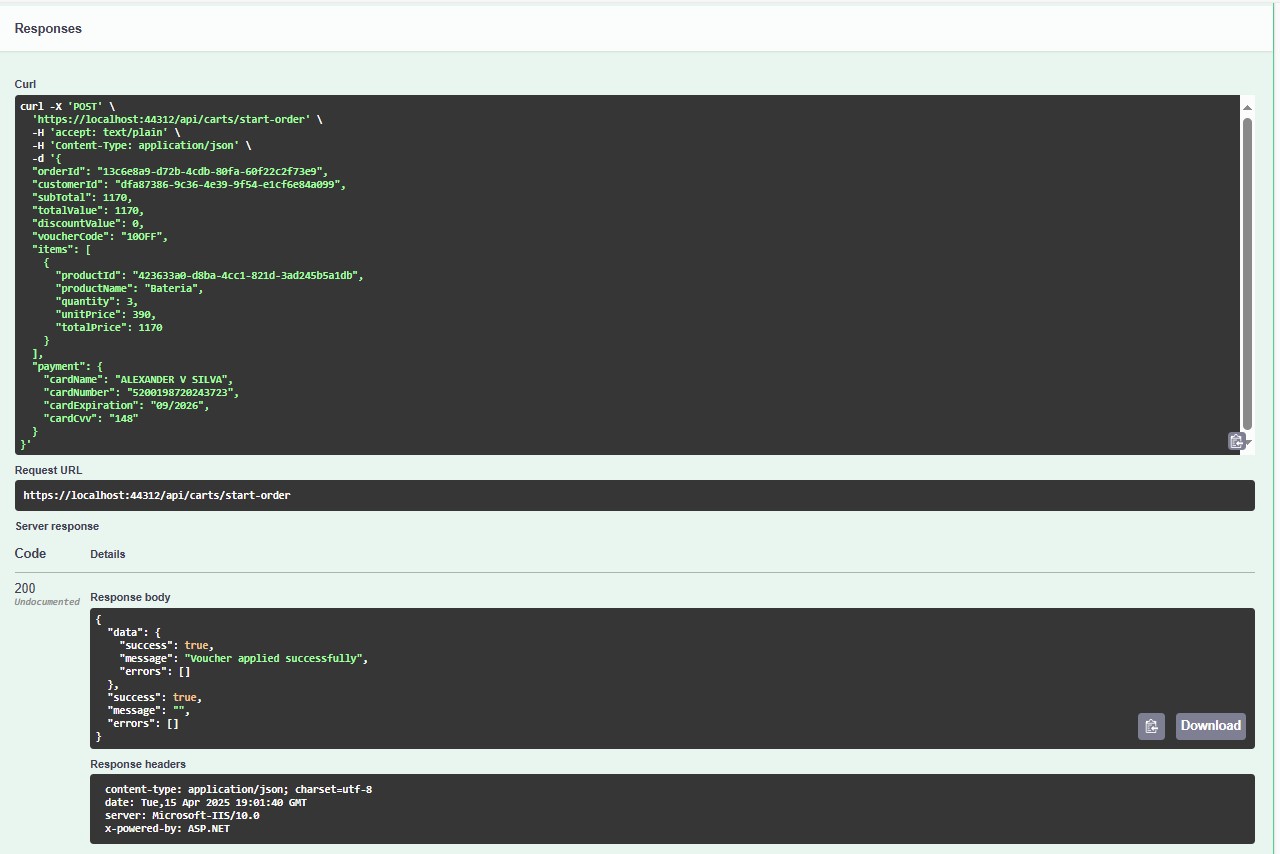 Responses
Curl
curl -X 'POST' \
  'https://localhost:44312/api/carts/start-order' \
  -H 'accept: text/plain' \
  -H 'Content-Type: application/json' \
  -d '{
  "orderId": "13c6e8a9-d72b-4cdb-80fa-60f22c2f73e9",
  "customerId": "dfa87386-9c36-4e39-9f54-e1cf6e84a099",
  "subTotal": 1170,
  "totalValue": 1170,
  "discountValue": 0,
  "voucherCode": "10OFF",
  "items": [
    {
      "productId": "423633a0-d8ba-4cc1-821d-3ad245b5a1db",
      "productName": "Bateria",
      "quantity": 3,
      "unitPrice": 390,
      "totalPrice": 1170
    }
  ],
  "payment": {
    "cardName": "ALEXANDER V SILVA",
    "cardNumber": "5200198720243723",
    "cardExpiration": "09/2026",
    "cardCvv": "148"
  }
}'
Request URL
https://localhost:44312/api/carts/start-order
Server response
Code Details
200
Undocumented
Response body
{
  "data": {
    "success": true,
    "message": "Voucher applied successfully",
    "errors": []
  },
  "success": true,
  "message": "",
  "errors": []
}
Download
Response headers
content-type: application/json; charset=utf-8
date: Tue,15 Apr 2025 19:01:40 GMT
server: Microsoft-IIS/10.0
x-powered-by: ASP.NET